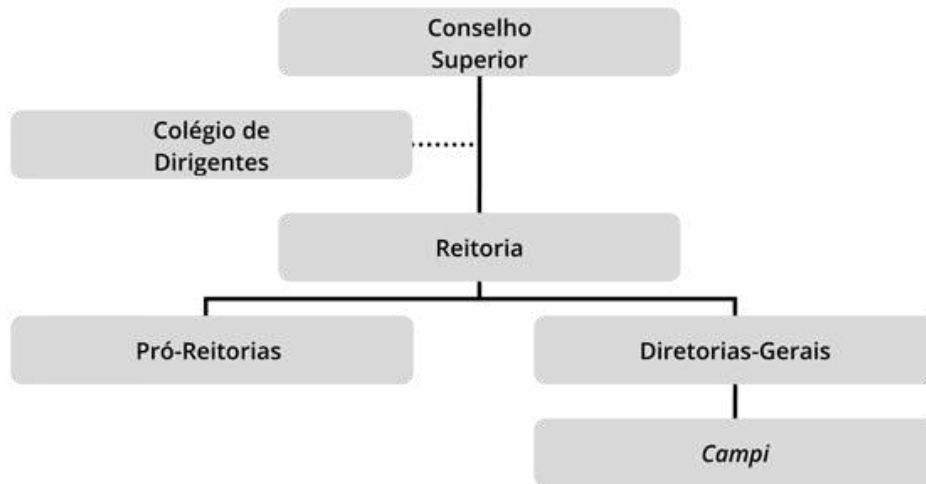 Conselho
Superior
Colégio de
Dirigentes
Reitoria
Pró-Reitorias
Diretorias-Gerais
Campi